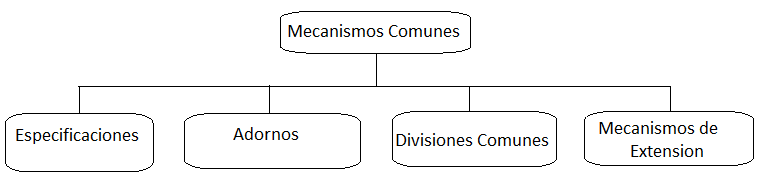 Mecanismos Comunes
Especificaciones
Adornos
Divisiones Comunes
Mecanismos de
Extension